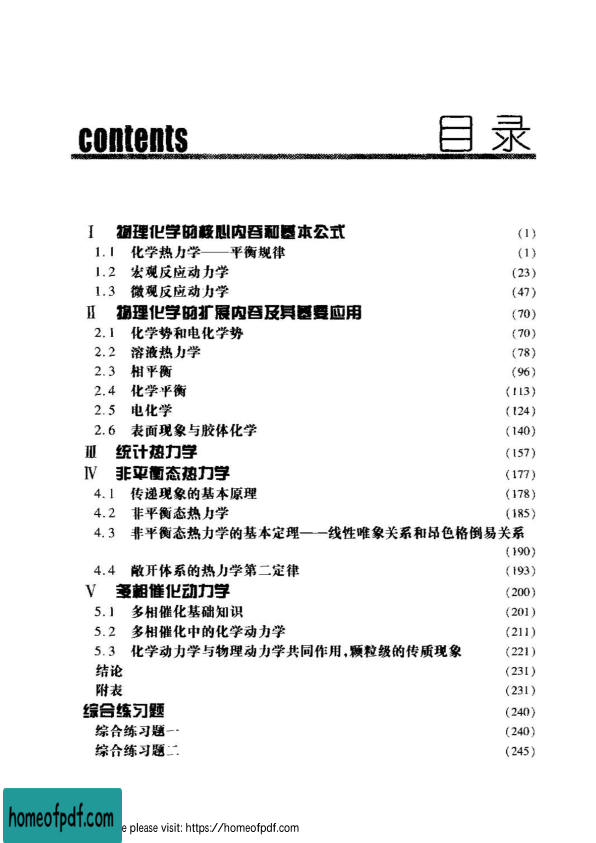 contents 目录
Ⅰ 物理化学的核心内容和基本公式 (1)
1.1 化学热力学——平衡规律 (1)
1.2 宏观反应动力学 (23)
1.3 微观反应动力学 (47)
Ⅱ 物理化学的扩展内容及其重要应用 (70)
2.1 化学势和电化学势 (70)
2.2 溶液热力学 (78)
2.3 相平衡 (96)
2.4 化学平衡 (113)
2.5 电化学 (124)
2.6 表面现象与胶体化学 (140)
Ⅲ 统计热力学 (157)
Ⅳ 非平衡态热力学 (177)
4.1 传递现象的基本原理 (178)
4.2 非平衡态热力学 (185)
4.3 非平衡态热力学的基本定理——线性唯象关系和昂色格倒易关系
(190)
4.4 敞开体系的热力学第二定律 (193)
Ⅴ 多相催化动力学 (200)
5.1 多相催化基础知识 (201)
5.2 多相催化中的化学动力学 (211)
5.3 化学动力学与物理动力学共同作用,颗粒级的传质现象 (221)
结论 (231)
附表 (231)
综合练习题 (240)
综合练习题一 (240)
综合练习题二 (245)
homeofpdf.com
e please visit: https://homeofpdf.com